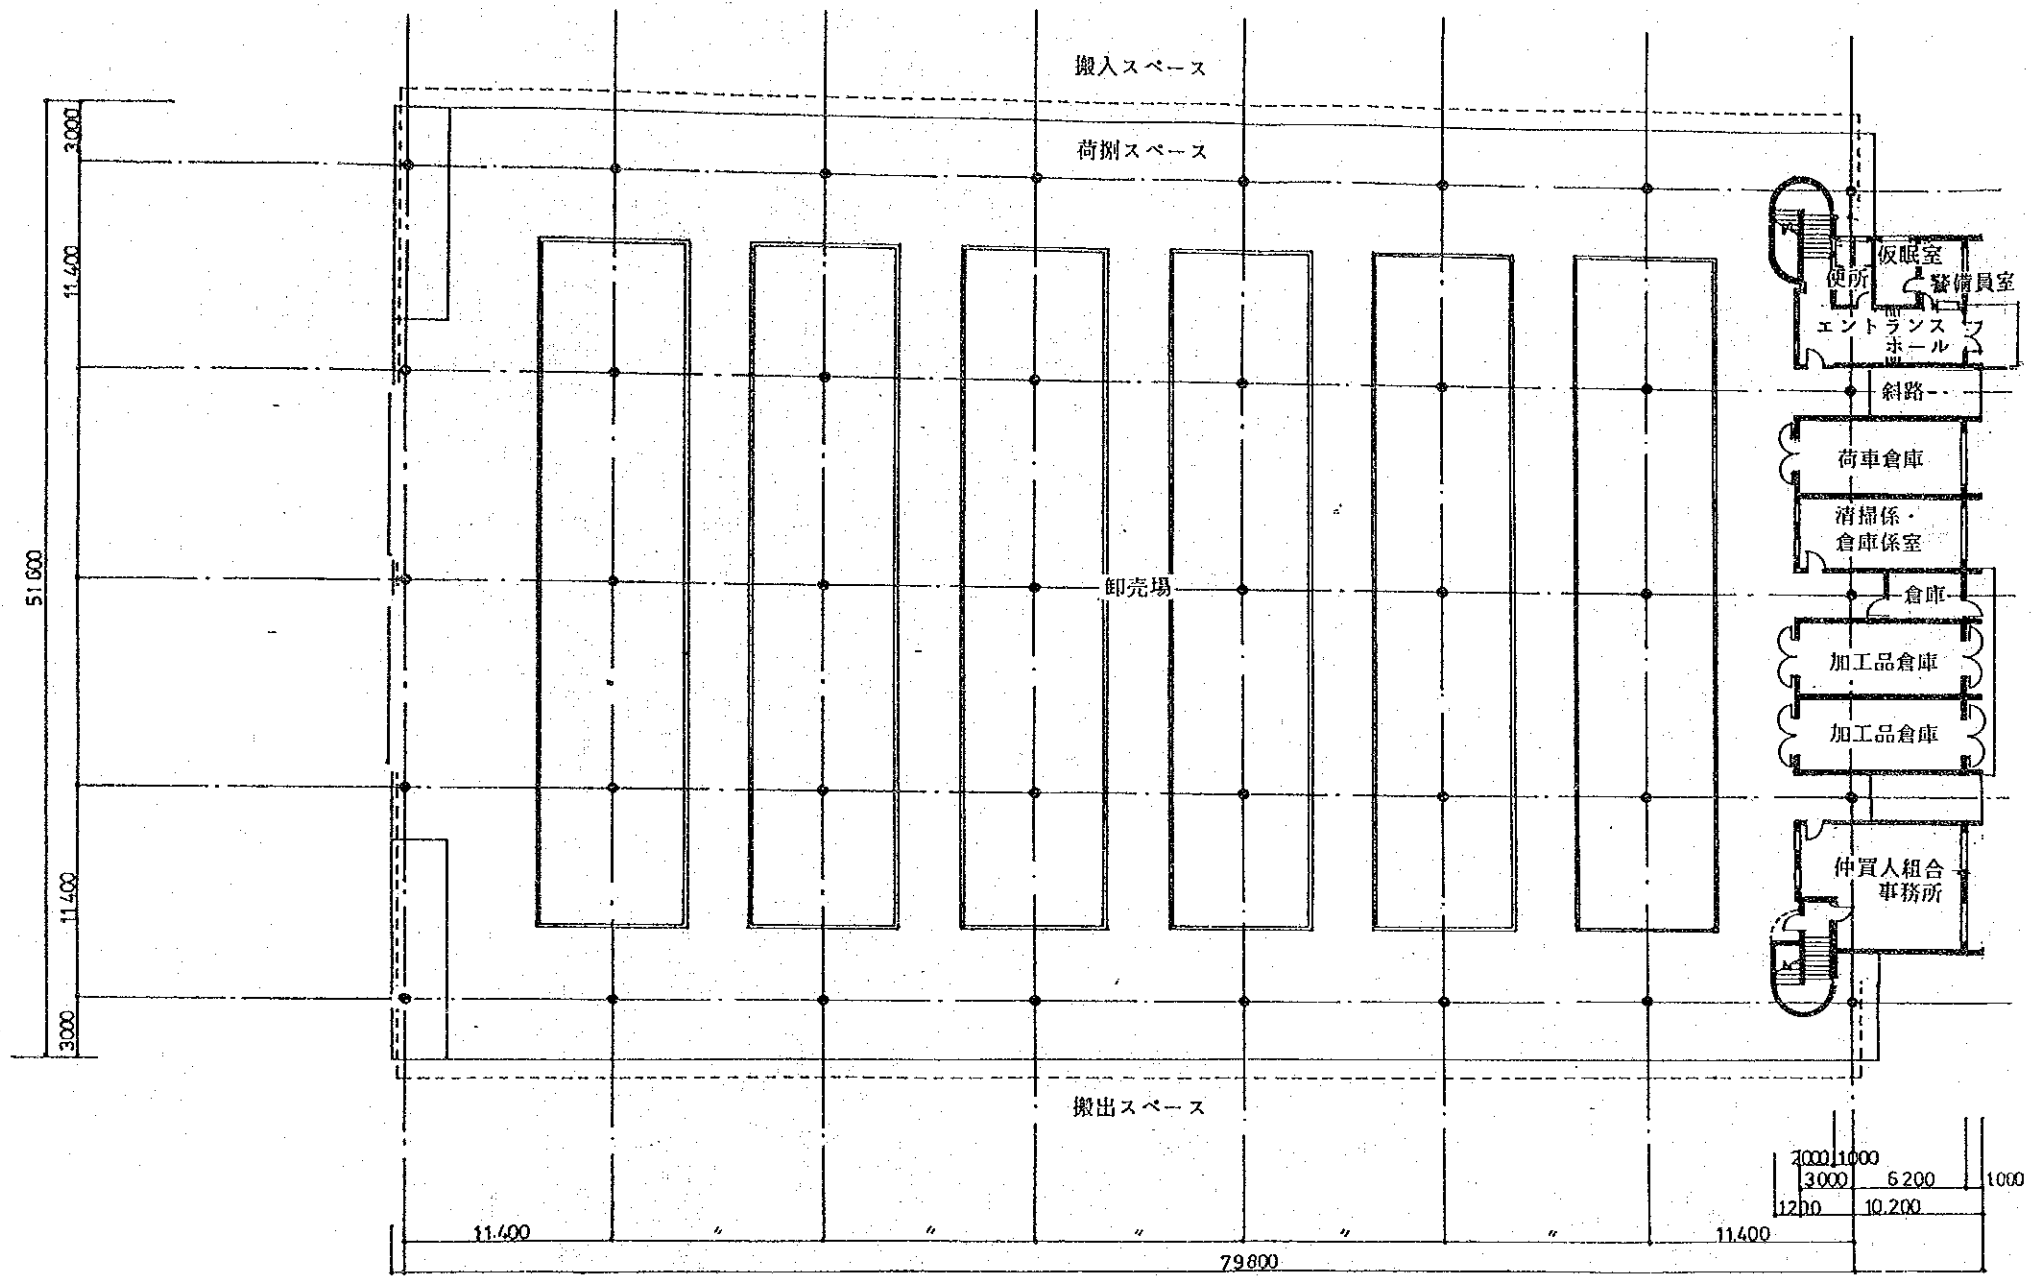 搬入スペース
荷捌スペース
3000
11.400
51600
11.400
3000
仮眠室
便所
警備員室
エントランス
ホール
斜路
荷車倉庫
清掃係・
倉庫係室
倉庫
卸売場
加工品倉庫
加工品倉庫
仲買人組合
事務所
搬出スペース
2000 1000
3000 6200 1000
1200 10.200
11.400 〃 〃 〃 〃 〃 11.400
79800